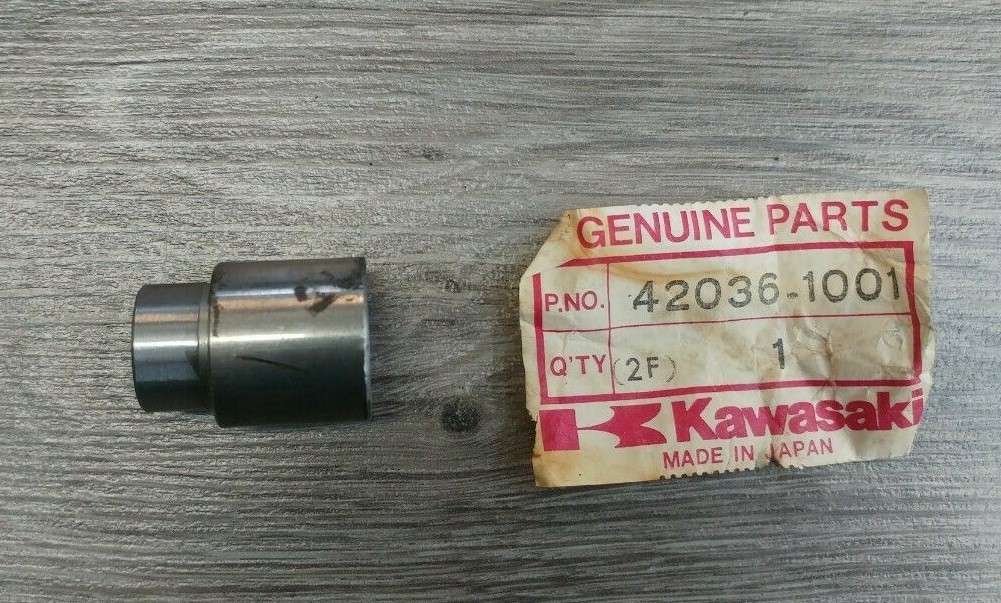 GENUINE PARTS
P.NO. 42036-1001
Q'TY (2F) 1
Kawasaki
MADE IN JAPAN